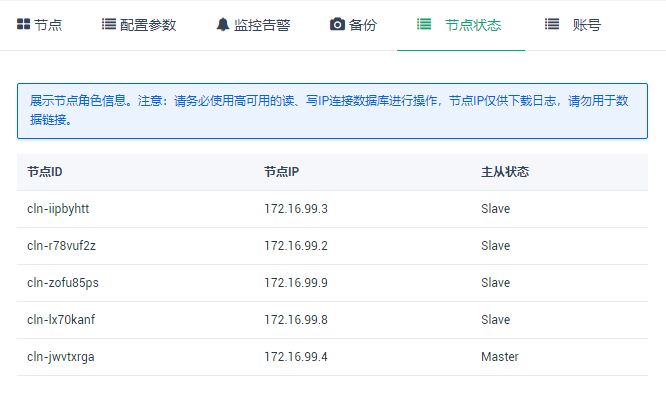 节点 配置参数 监控告警 备份 节点状态 账号
展示节点角色信息。注意：请务必使用高可用的读、写IP连接数据库进行操作，节点IP仅供下载日志，请勿用于数
据链接。
节点ID 节点IP 主从状态
cln-iipbyhtt 172.16.99.3 Slave
cln-r78vuf2z 172.16.99.2 Slave
cln-zofu85ps 172.16.99.9 Slave
cln-lx70kanf 172.16.99.8 Slave
cln-jwvtxrga 172.16.99.4 Master